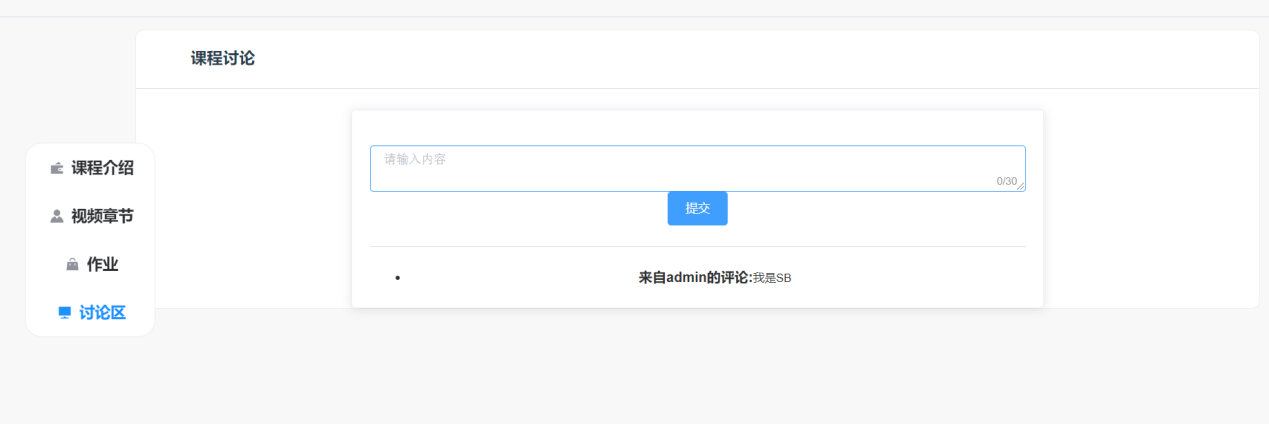 课程讨论
课程介绍
视频章节
作业
讨论区
请输入内容
0/30
提交
来自admin的评论:我是SB